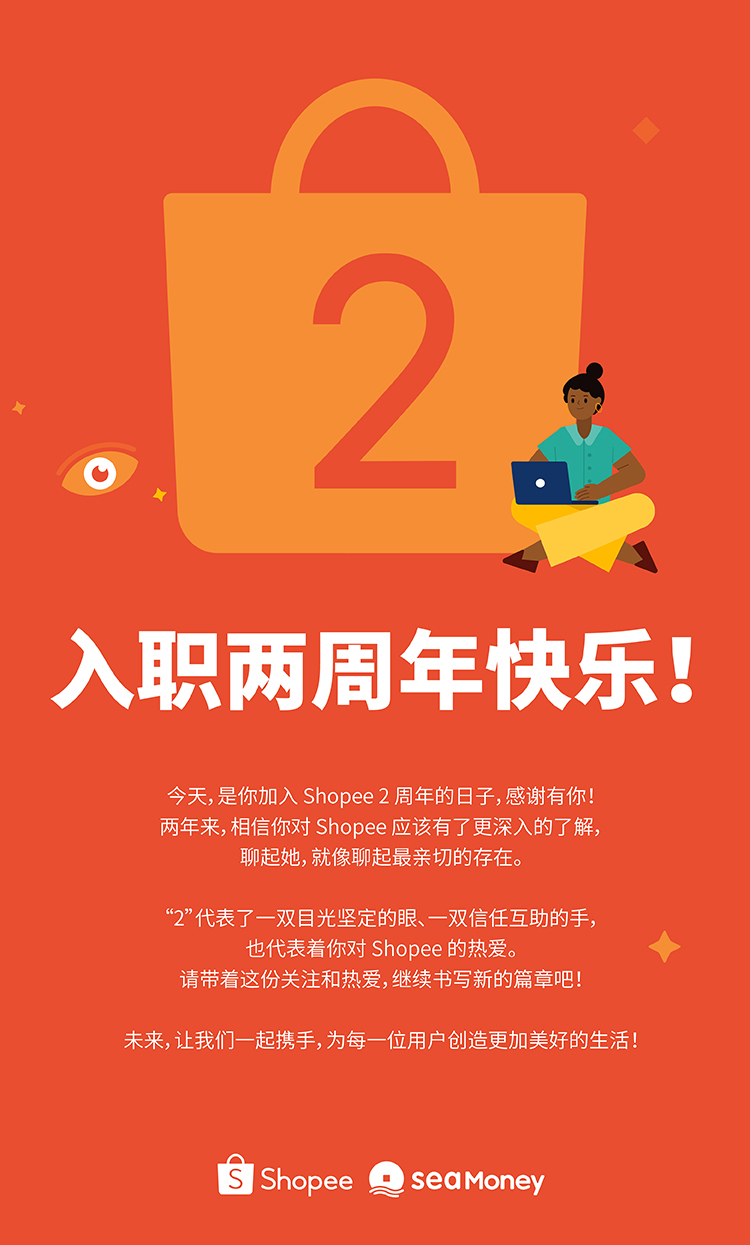 2
入职两周年快乐！
今天，是你加入 Shopee 2 周年的日子，感谢有你！
两年来，相信你对 Shopee 应该有了更深入的了解，
聊起她，就像聊起最亲切的存在。
“2”代表了一双目光坚定的眼、一双信任互助的手，
也代表着你对 Shopee 的热爱。
请带着这份关注和热爱，继续书写新的篇章吧！
未来，让我们一起携手，为每一位用户创造更加美好的生活！
S Shopee seaMoney